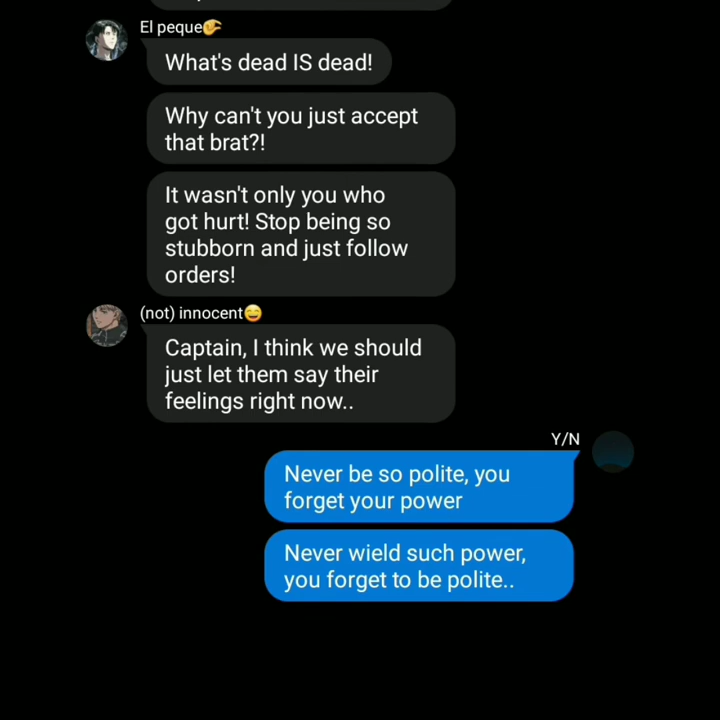 El peque🤏
What's dead IS dead!
Why can't you just accept
that brat?!
It wasn't only you who
got hurt! Stop being so
stubborn and just follow
orders!
(not) innocent😄
Captain, I think we should
just let them say their
feelings right now..
Y/N
Never be so polite, you
forget your power
Never wield such power,
you forget to be polite..